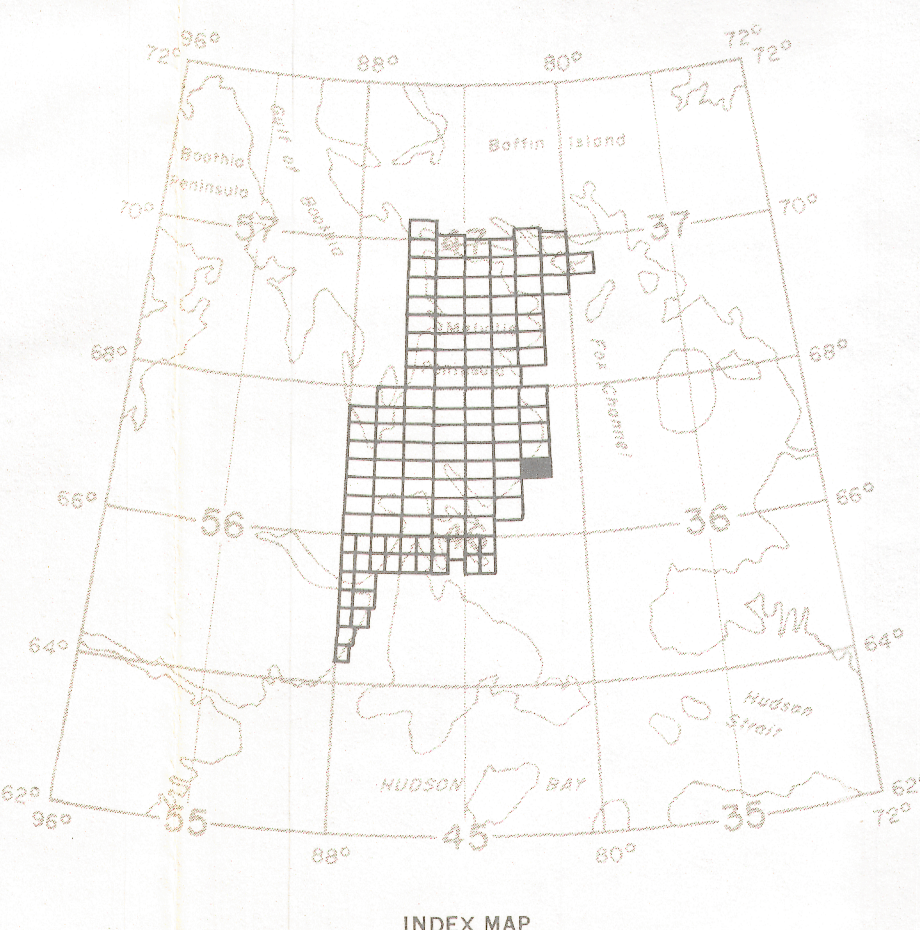 96°
72°
88°
80°
72°
72°
Gulf of Boothia
Baffin Island
Boothia
Peninsula
70°
57
47
37
70°
Melville
Peninsula
68°
Fox Channel
68°
66°
56
46
36
66°
64°
64°
Hudson
Strait
HUDSON BAY
62°
62°
96°
55
45
35
72°
88°
80°
INDEX MAP